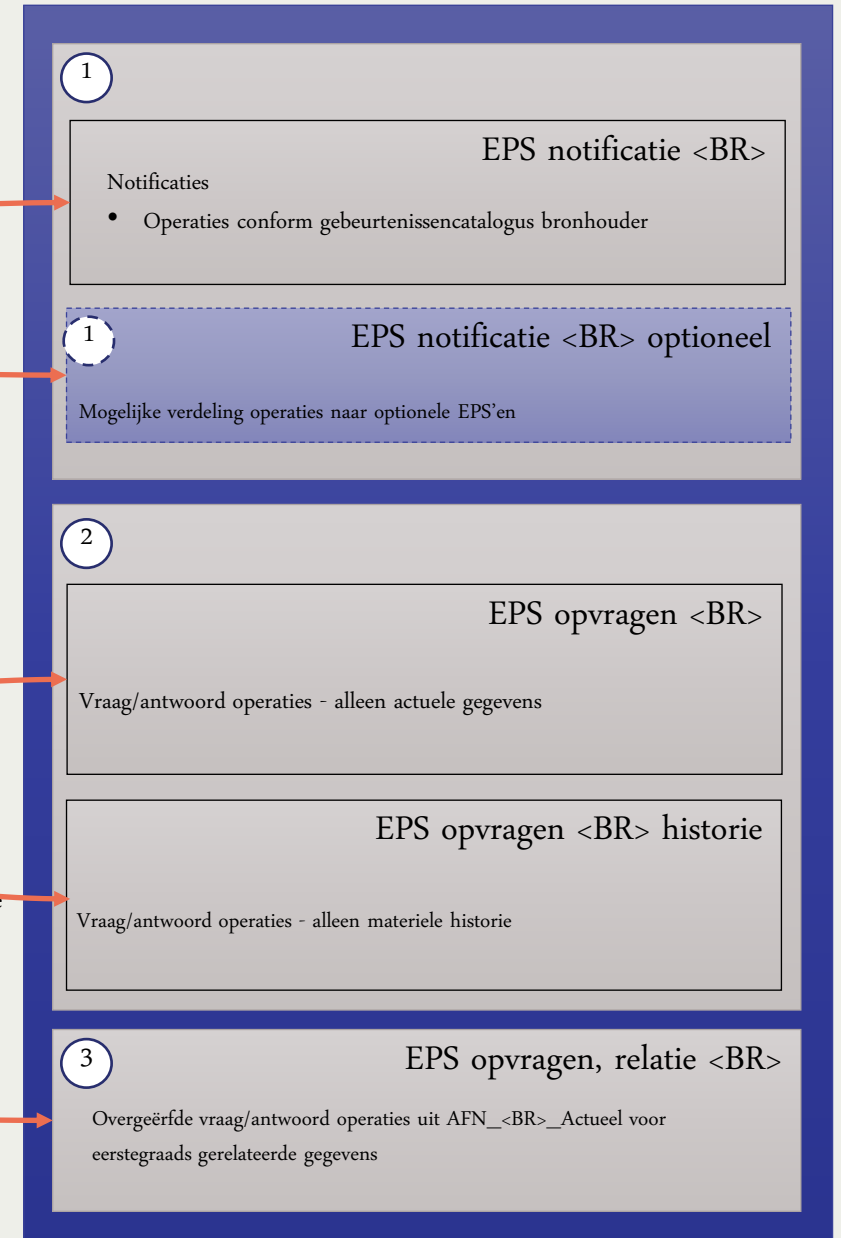 1
EPS notificatie <BR>
Notificaties
• Operaties conform gebeurtenissencatalogus bronhouder
1
EPS notificatie <BR> optioneel
Mogelijke verdeling operaties naar optionele EPS’en
2
EPS opvragen <BR>
Vraag/antwoord operaties - alleen actuele gegevens
EPS opvragen <BR> historie
Vraag/antwoord operaties - alleen materiele historie
3
EPS opvragen, relatie <BR>
Overgeërfde vraag/antwoord operaties uit AFN_<BR>_Actueel voor
eerstegraads gerelateerde gegevens